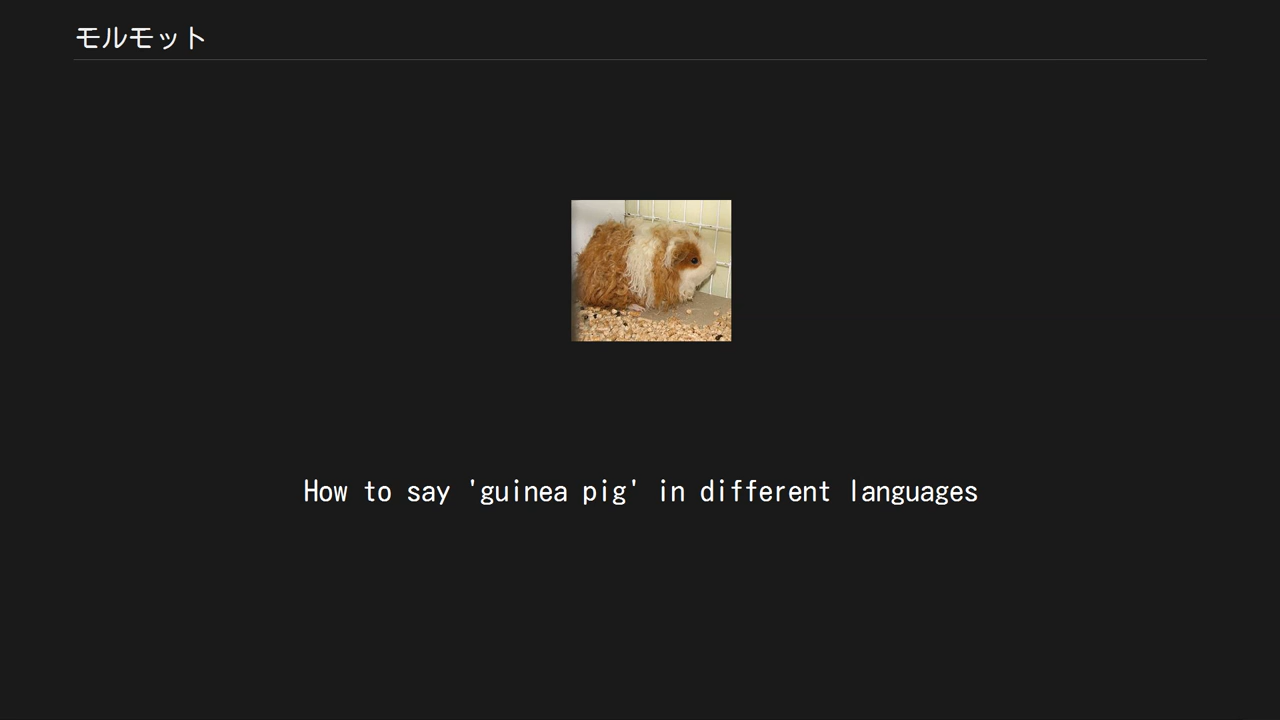 モルモット
How to say 'guinea pig' in different languages